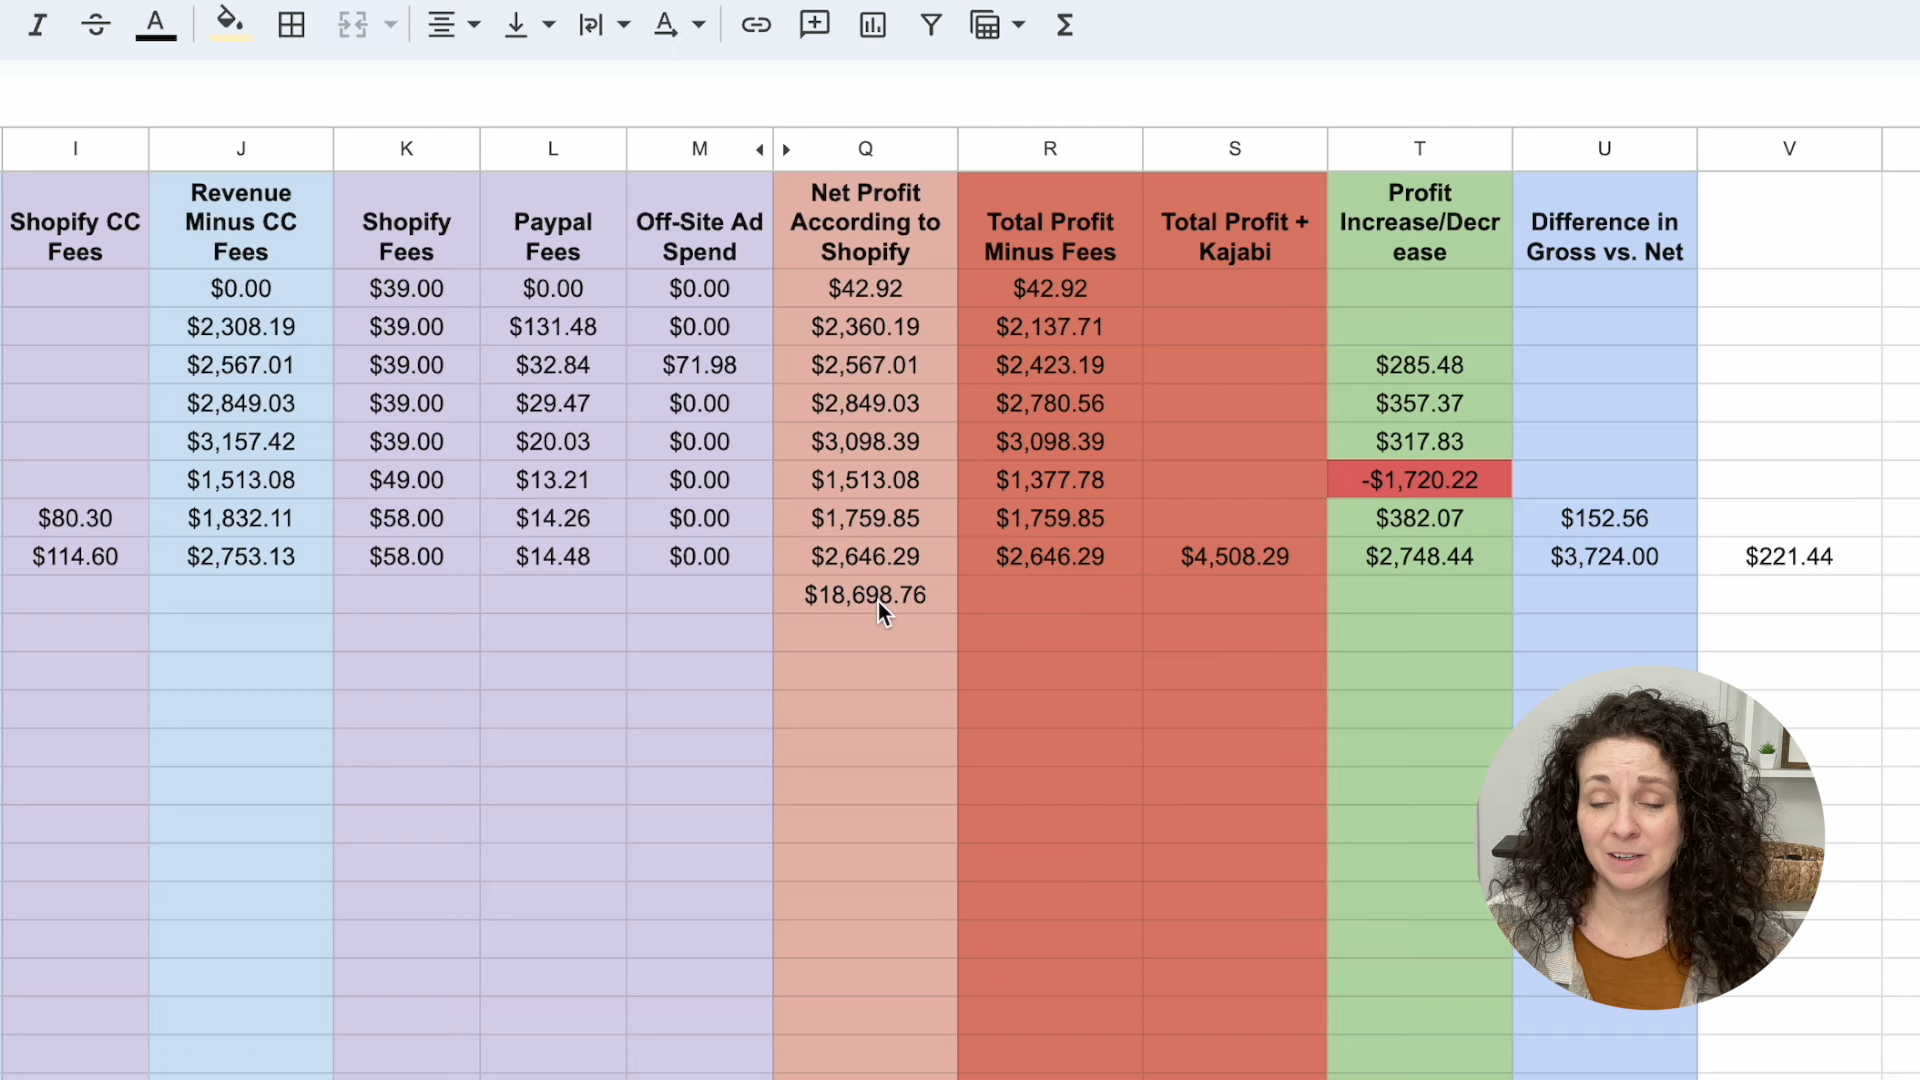 I J K L M Q R S T U V
Shopify CC Fees Revenue Minus CC Fees Shopify Fees Paypal Fees Off-Site Ad Spend Net Profit According to Shopify Total Profit Minus Fees Total Profit + Kajabi Profit Increase/Decrease Difference in Gross vs. Net
$0.00 $39.00 $0.00 $0.00 $42.92 $42.92
$2,308.19 $39.00 $131.48 $0.00 $2,360.19 $2,137.71
$2,567.01 $39.00 $32.84 $71.98 $2,567.01 $2,423.19 $285.48
$2,849.03 $39.00 $29.47 $0.00 $2,849.03 $2,780.56 $357.37
$3,157.42 $39.00 $20.03 $0.00 $3,098.39 $3,098.39 $317.83
$1,513.08 $49.00 $13.21 $0.00 $1,513.08 $1,377.78 -$1,720.22
$80.30 $1,832.11 $58.00 $14.26 $0.00 $1,759.85 $1,759.85 $382.07 $152.56
$114.60 $2,753.13 $58.00 $14.48 $0.00 $2,646.29 $2,646.29 $4,508.29 $2,748.44 $3,724.00 $221.44
$18,698.76